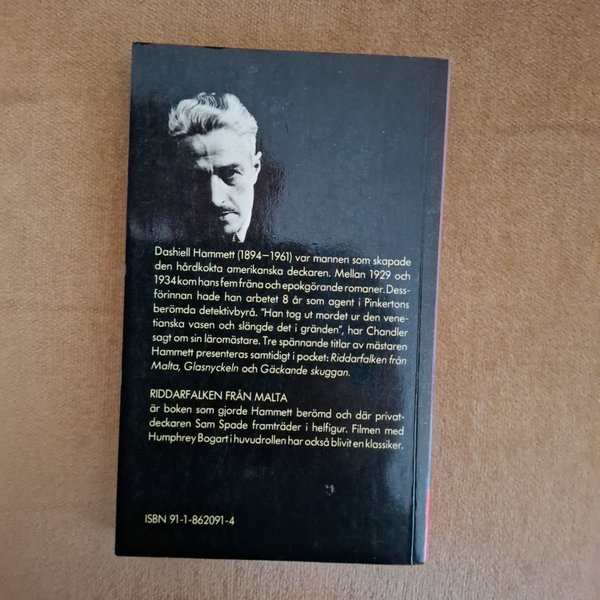 Dashiell Hammett (1894–1961) var mannen som skapade
den hårdkokta amerikanska deckaren. Mellan 1929 och
1934 kom hans fem fräna och epokgörande romaner. Dess-
förinnan hade han arbetet 8 år som agent i Pinkertons
berömda detektivbyrå. "Han tog ut mordet ur den vene-
tianska vasen och slängde det i gränden", har Chandler
sagt om sin läromästare. Tre spännande titlar av mästaren
Hammett presenteras samtidigt i pocket: Riddarfalken från
Malta, Glasnyckeln och Gäckande skuggan.
RIDDARFALKEN FRÅN MALTA
är boken som gjorde Hammett berömd och där privat-
deckaren Sam Spade framträder i helfigur. Filmen med
Humphrey Bogart i huvudrollen har också blivit en klassiker.
ISBN 91-1-862091-4